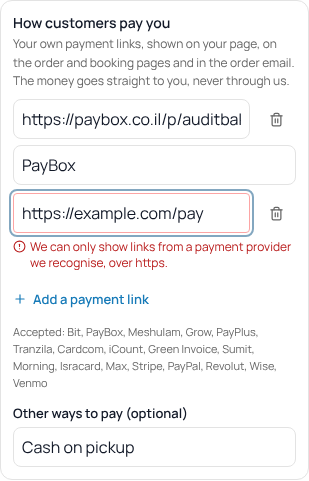 How customers pay you
Your own payment links, shown on your page, on
the order and booking pages and in the order email.
The money goes straight to you, never through us.
https://paybox.co.il/p/auditbal
PayBox
https://example.com/pay
We can only show links from a payment provider
we recognise, over https.
+ Add a payment link
Accepted: Bit, PayBox, Meshulam, Grow, PayPlus,
Tranzila, Cardcom, iCount, Green Invoice, Sumit,
Morning, Isracard, Max, Stripe, PayPal, Revolut, Wise,
Venmo
Other ways to pay (optional)
Cash on pickup